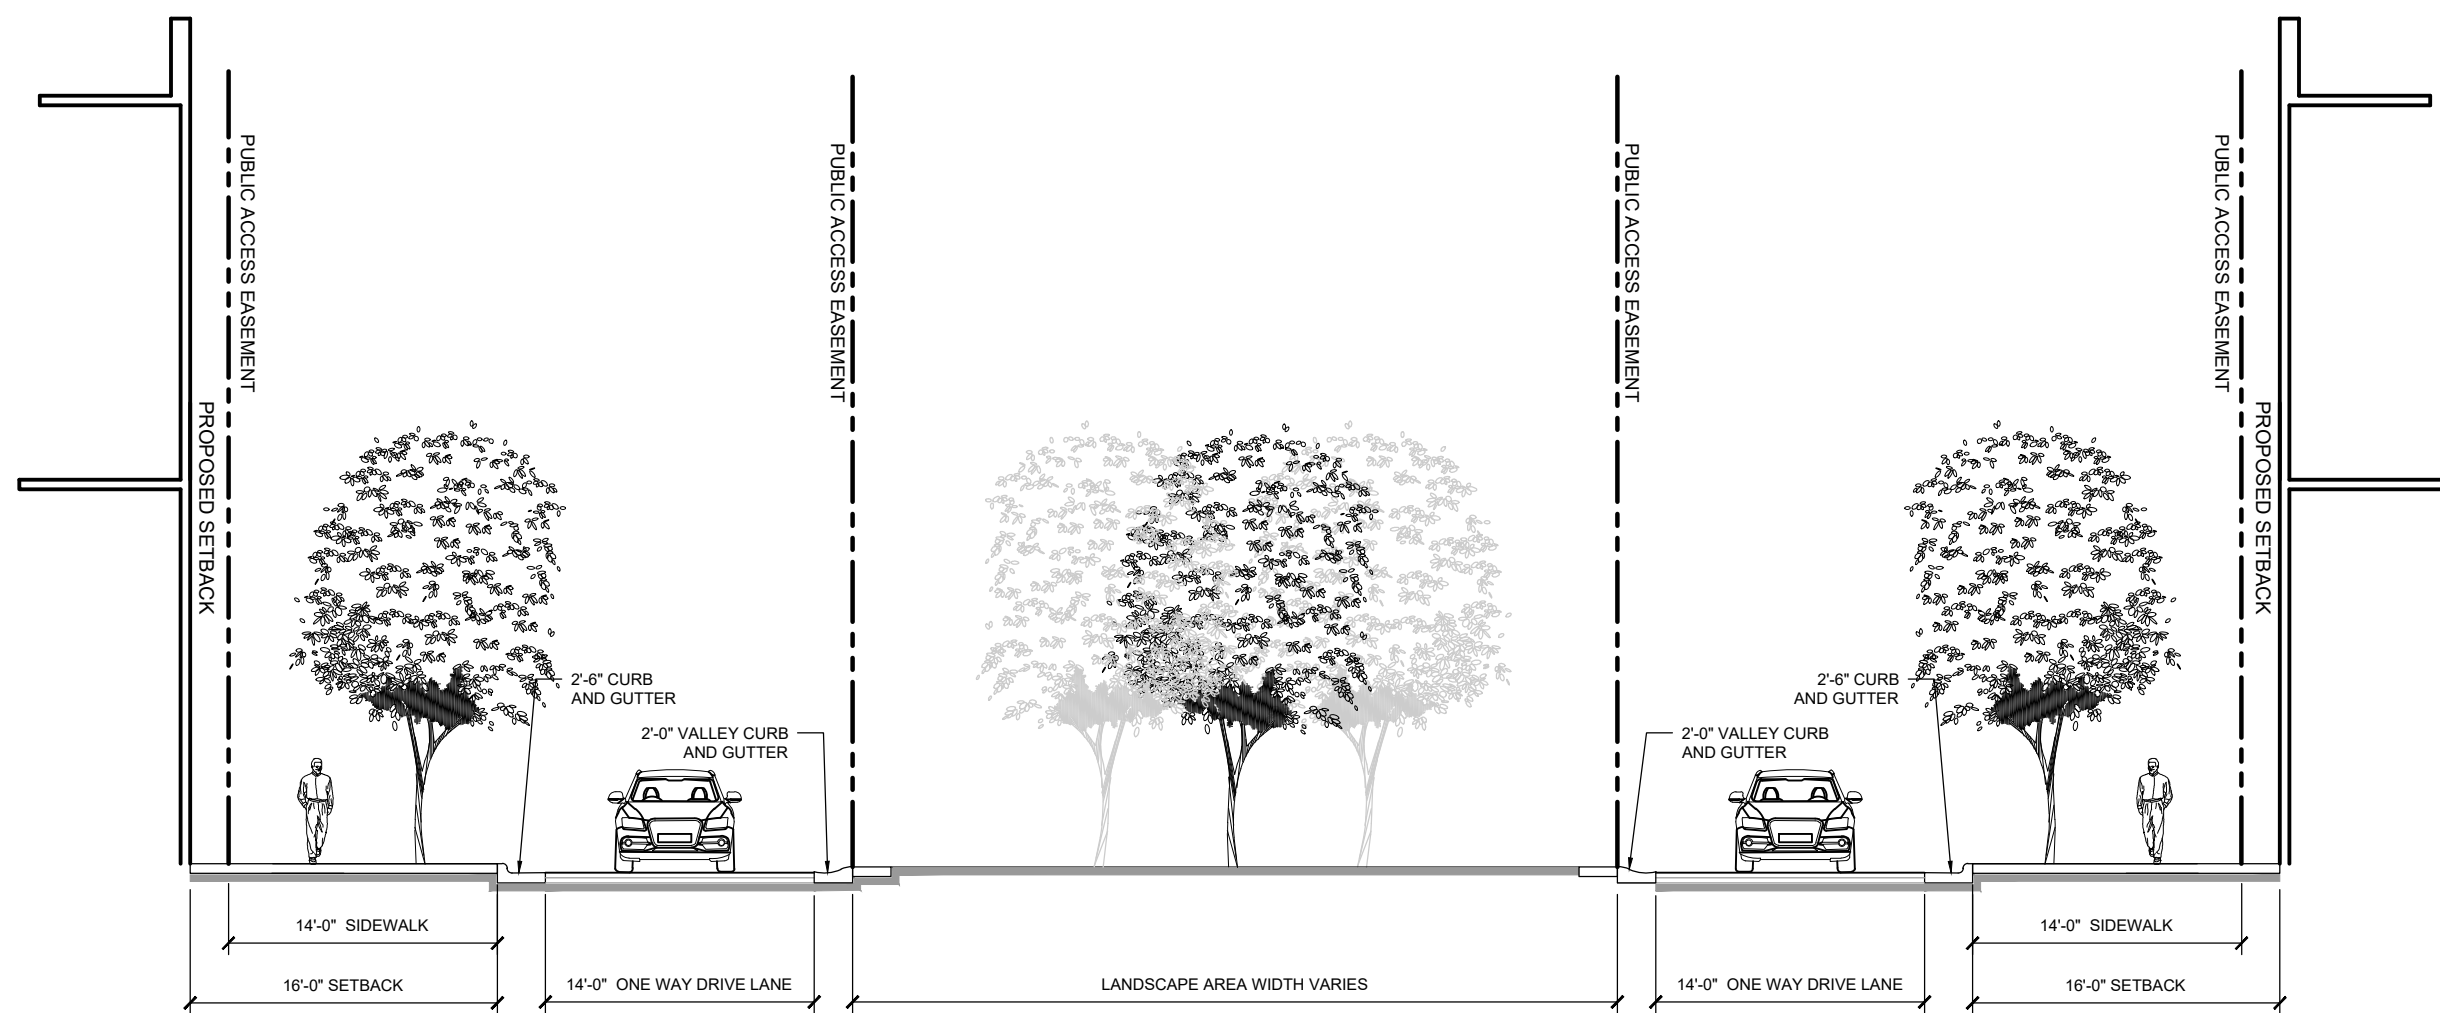 PUBLIC ACCESS EASEMENT
PUBLIC ACCESS EASEMENT
PUBLIC ACCESS EASEMENT
PUBLIC ACCESS EASEMENT
PROPOSED SETBACK
PROPOSED SETBACK
2'-6" CURB
AND GUTTER
2'-0" VALLEY CURB
AND GUTTER
2'-6" CURB
AND GUTTER
2'-0" VALLEY CURB
AND GUTTER
14'-0" SIDEWALK
14'-0" SIDEWALK
16'-0" SETBACK
14'-0" ONE WAY DRIVE LANE
LANDSCAPE AREA WIDTH VARIES
14'-0" ONE WAY DRIVE LANE
16'-0" SETBACK